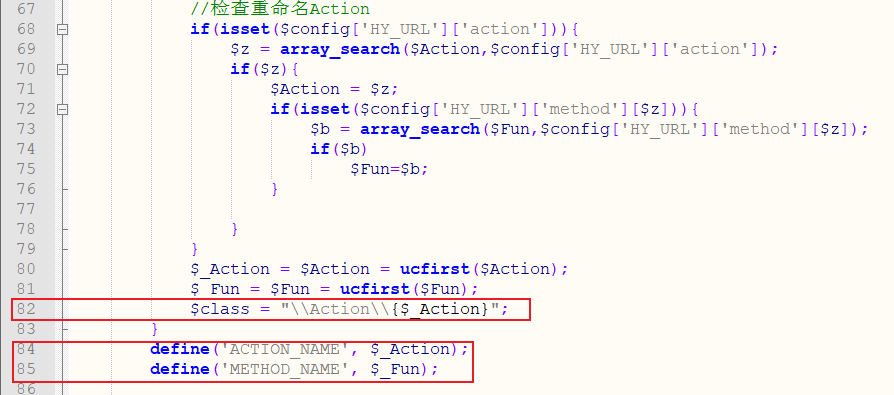 67 //检查重命名Action
68 if(isset($config['HY_URL']['action'])){
69 $z = array_search($Action,$config['HY_URL']['action']);
70 if($z){
71 $Action = $z;
72 if(isset($config['HY_URL']['method'][$z])){
73 $b = array_search($Fun,$config['HY_URL']['method'][$z]);
74 if($b)
75 $Fun=$b;
76 }
77
78 }
79 }
80 $_Action = $Action = ucfirst($Action);
81 $_Fun = $Fun = ucfirst($Fun);
82 $class = "\\Action\\{$_Action}";
83 }
84 define('ACTION_NAME', $_Action);
85 define('METHOD_NAME', $_Fun);
86